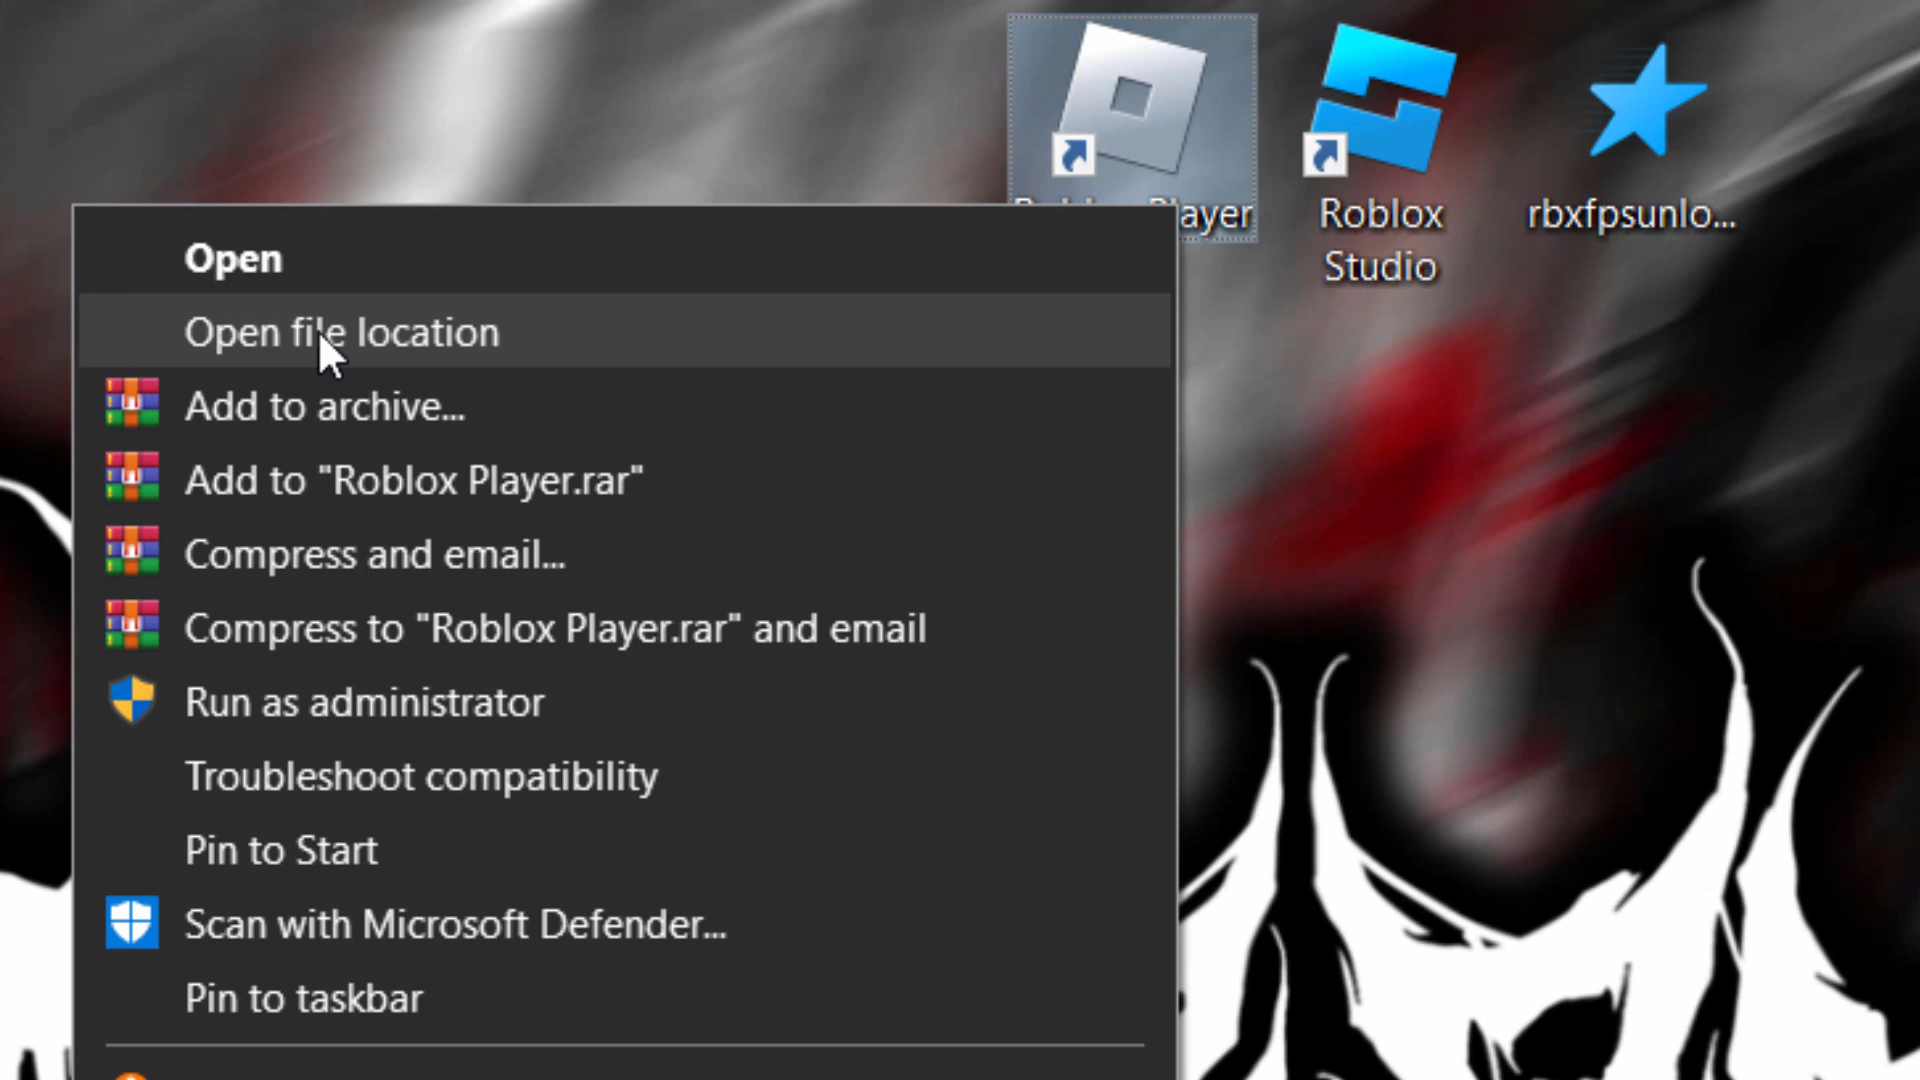 Player
Roblox
Studio
rbxfpsunlo...
Open
Open file location
Add to archive...
Add to "Roblox Player.rar"
Compress and email...
Compress to "Roblox Player.rar" and email
Run as administrator
Troubleshoot compatibility
Pin to Start
Scan with Microsoft Defender...
Pin to taskbar